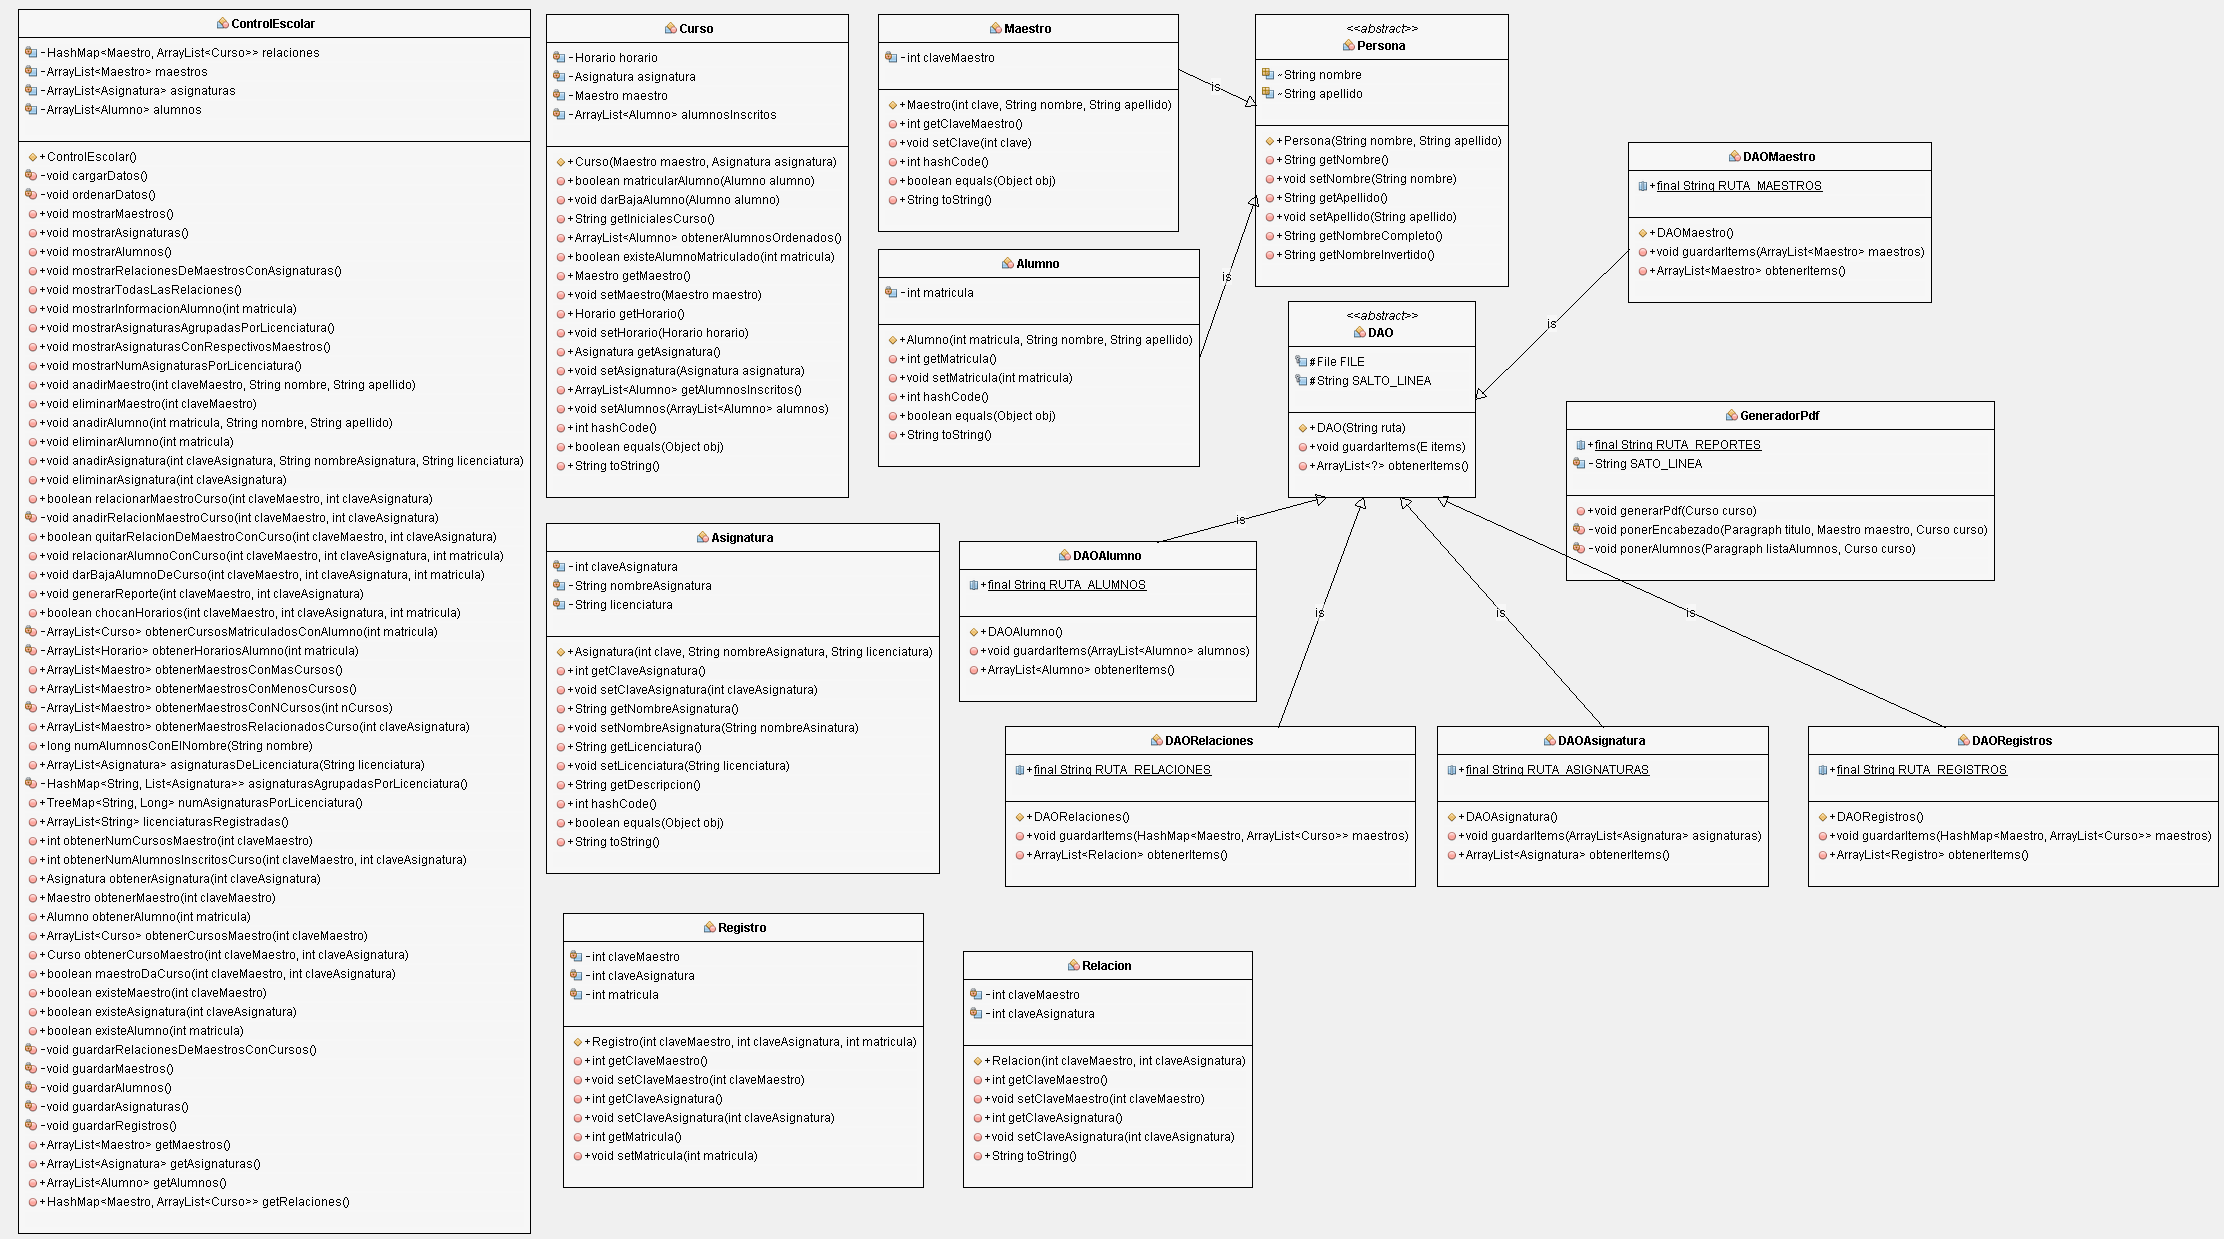 ControlEscolar
-HashMap<Maestro, ArrayList<Curso>> relaciones
-ArrayList<Maestro> maestros
-ArrayList<Asignatura> asignaturas
-ArrayList<Alumno> alumnos
+ControlEscolar()
-void cargarDatos()
-void ordenarDatos()
+void mostrarMaestros()
+void mostrarAsignaturas()
+void mostrarAlumnos()
+void mostrarRelacionesDeMaestrosConAsignaturas()
+void mostrarTodasLasRelaciones()
+void mostrarInformacionAlumno(int matricula)
+void mostrarAsignaturasAgrupadasPorLicenciatura()
+void mostrarAsignaturasConRespectivosMaestros()
+void mostrarNumAsignaturasPorLicenciatura()
+void anadirMaestro(int claveMaestro, String nombre, String apellido)
+void eliminarMaestro(int claveMaestro)
+void anadirAlumno(int matricula, String nombre, String apellido)
+void eliminarAlumno(int matricula)
+void anadirAsignatura(int claveAsignatura, String nombreAsignatura, String licenciatura)
+void eliminarAsignatura(int claveAsignatura)
+boolean relacionarMaestroCurso(int claveMaestro, int claveAsignatura)
-void anadirRelacionMaestroCurso(int claveMaestro, int claveAsignatura)
+boolean quitarRelacionDeMaestroConCurso(int claveMaestro, int claveAsignatura)
+void relacionarAlumnoConCurso(int claveMaestro, int claveAsignatura, int matricula)
+void darBajaAlumnoDeCurso(int claveMaestro, int claveAsignatura, int matricula)
+void generarReporte(int claveMaestro, int claveAsignatura)
+boolean chocanHorarios(int claveMaestro, int claveAsignatura, int matricula)
-ArrayList<Curso> obtenerCursosMatriculadosConAlumno(int matricula)
-ArrayList<Horario> obtenerHorariosAlumno(int matricula)
+ArrayList<Maestro> obtenerMaestrosConMasCursos()
+ArrayList<Maestro> obtenerMaestrosConMenosCursos()
-ArrayList<Maestro> obtenerMaestrosConNCursos(int nCursos)
+ArrayList<Maestro> obtenerMaestrosRelacionadosCurso(int claveAsignatura)
+long numAlumnosConElNombre(String nombre)
+ArrayList<Asignatura> asignaturasDeLicenciatura(String licenciatura)
-HashMap<String, List<Asignatura>> asignaturasAgrupadasPorLicenciatura()
+TreeMap<String, Long> numAsignaturasPorLicenciatura()
+ArrayList<String> licenciaturasRegistradas()
+int obtenerNumCursosMaestro(int claveMaestro)
+int obtenerNumAlumnosInscritosCurso(int claveMaestro, int claveAsignatura)
+Asignatura obtenerAsignatura(int claveAsignatura)
+Maestro obtenerMaestro(int claveMaestro)
+Alumno obtenerAlumno(int matricula)
+ArrayList<Curso> obtenerCursosMaestro(int claveMaestro)
+Curso obtenerCursoMaestro(int claveMaestro, int claveAsignatura)
+boolean maestroDaCurso(int claveMaestro, int claveAsignatura)
+boolean existeMaestro(int claveMaestro)
+boolean existeAsignatura(int claveAsignatura)
+boolean existeAlumno(int matricula)
-void guardarRelacionesDeMaestrosConCursos()
-void guardarMaestros()
-void guardarAlumnos()
-void guardarAsignaturas()
-void guardarRegistros()
+ArrayList<Maestro> getMaestros()
+ArrayList<Asignatura> getAsignaturas()
+ArrayList<Alumno> getAlumnos()
+HashMap<Maestro, ArrayList<Curso>> getRelaciones()
Curso
-Horario horario
-Asignatura asignatura
-Maestro maestro
-ArrayList<Alumno> alumnosInscritos
+Curso(Maestro maestro, Asignatura asignatura)
+boolean matricularAlumno(Alumno alumno)
+void darBajaAlumno(Alumno alumno)
+String getInicialesCurso()
+ArrayList<Alumno> obtenerAlumnosOrdenados()
+boolean existeAlumnoMatriculado(int matricula)
+Maestro getMaestro()
+void setMaestro(Maestro maestro)
+Horario getHorario()
+void setHorario(Horario horario)
+Asignatura getAsignatura()
+void setAsignatura(Asignatura asignatura)
+ArrayList<Alumno> getAlumnosInscritos()
+void setAlumnos(ArrayList<Alumno> alumnos)
+int hashCode()
+boolean equals(Object obj)
+String toString()
Maestro
-int claveMaestro
+Maestro(int clave, String nombre, String apellido)
+int getClaveMaestro()
+void setClave(int clave)
+int hashCode()
+boolean equals(Object obj)
+String toString()
is
Alumno
-int matricula
+Alumno(int matricula, String nombre, String apellido)
+int getMatricula()
+void setMatricula(int matricula)
+int hashCode()
+boolean equals(Object obj)
+String toString()
is
<<abstract>>
Persona
~String nombre
~String apellido
+Persona(String nombre, String apellido)
+String getNombre()
+void setNombre(String nombre)
+String getApellido()
+void setApellido(String apellido)
+String getNombreCompleto()
+String getNombreInvertido()
<<abstract>>
DAO
#File FILE
#String SALTO_LINEA
+DAO(String ruta)
+void guardarItems(E items)
+ArrayList<?> obtenerItems()
DAOMaestro
+final String RUTA_MAESTROS
+DAOMaestro()
+void guardarItems(ArrayList<Maestro> maestros)
+ArrayList<Maestro> obtenerItems()
is
GeneradorPdf
+final String RUTA_REPORTES
-String SATO_LINEA
+void generarPdf(Curso curso)
-void ponerEncabezado(Paragraph titulo, Maestro maestro, Curso curso)
-void ponerAlumnos(Paragraph listaAlumnos, Curso curso)
Asignatura
-int claveAsignatura
-String nombreAsignatura
-String licenciatura
+Asignatura(int clave, String nombreAsignatura, String licenciatura)
+int getClaveAsignatura()
+void setClaveAsignatura(int claveAsignatura)
+String getNombreAsignatura()
+void setNombreAsignatura(String nombreAsinatura)
+String getLicenciatura()
+void setLicenciatura(String licenciatura)
+String getDescripcion()
+int hashCode()
+boolean equals(Object obj)
+String toString()
is
DAOAlumno
+final String RUTA_ALUMNOS
+DAOAlumno()
+void guardarItems(ArrayList<Alumno> alumnos)
+ArrayList<Alumno> obtenerItems()
is
is
is
DAORelaciones
+final String RUTA_RELACIONES
+DAORelaciones()
+void guardarItems(HashMap<Maestro, ArrayList<Curso>> maestros)
+ArrayList<Relacion> obtenerItems()
DAOAsignatura
+final String RUTA_ASIGNATURAS
+DAOAsignatura()
+void guardarItems(ArrayList<Asignatura> asignaturas)
+ArrayList<Asignatura> obtenerItems()
DAORegistros
+final String RUTA_REGISTROS
+DAORegistros()
+void guardarItems(HashMap<Maestro, ArrayList<Curso>> maestros)
+ArrayList<Registro> obtenerItems()
Registro
-int claveMaestro
-int claveAsignatura
-int matricula
+Registro(int claveMaestro, int claveAsignatura, int matricula)
+int getClaveMaestro()
+void setClaveMaestro(int claveMaestro)
+int getClaveAsignatura()
+void setClaveAsignatura(int claveAsignatura)
+int getMatricula()
+void setMatricula(int matricula)
Relacion
-int claveMaestro
-int claveAsignatura
+Relacion(int claveMaestro, int claveAsignatura)
+int getClaveMaestro()
+void setClaveMaestro(int claveMaestro)
+int getClaveAsignatura()
+void setClaveAsignatura(int claveAsignatura)
+String toString()